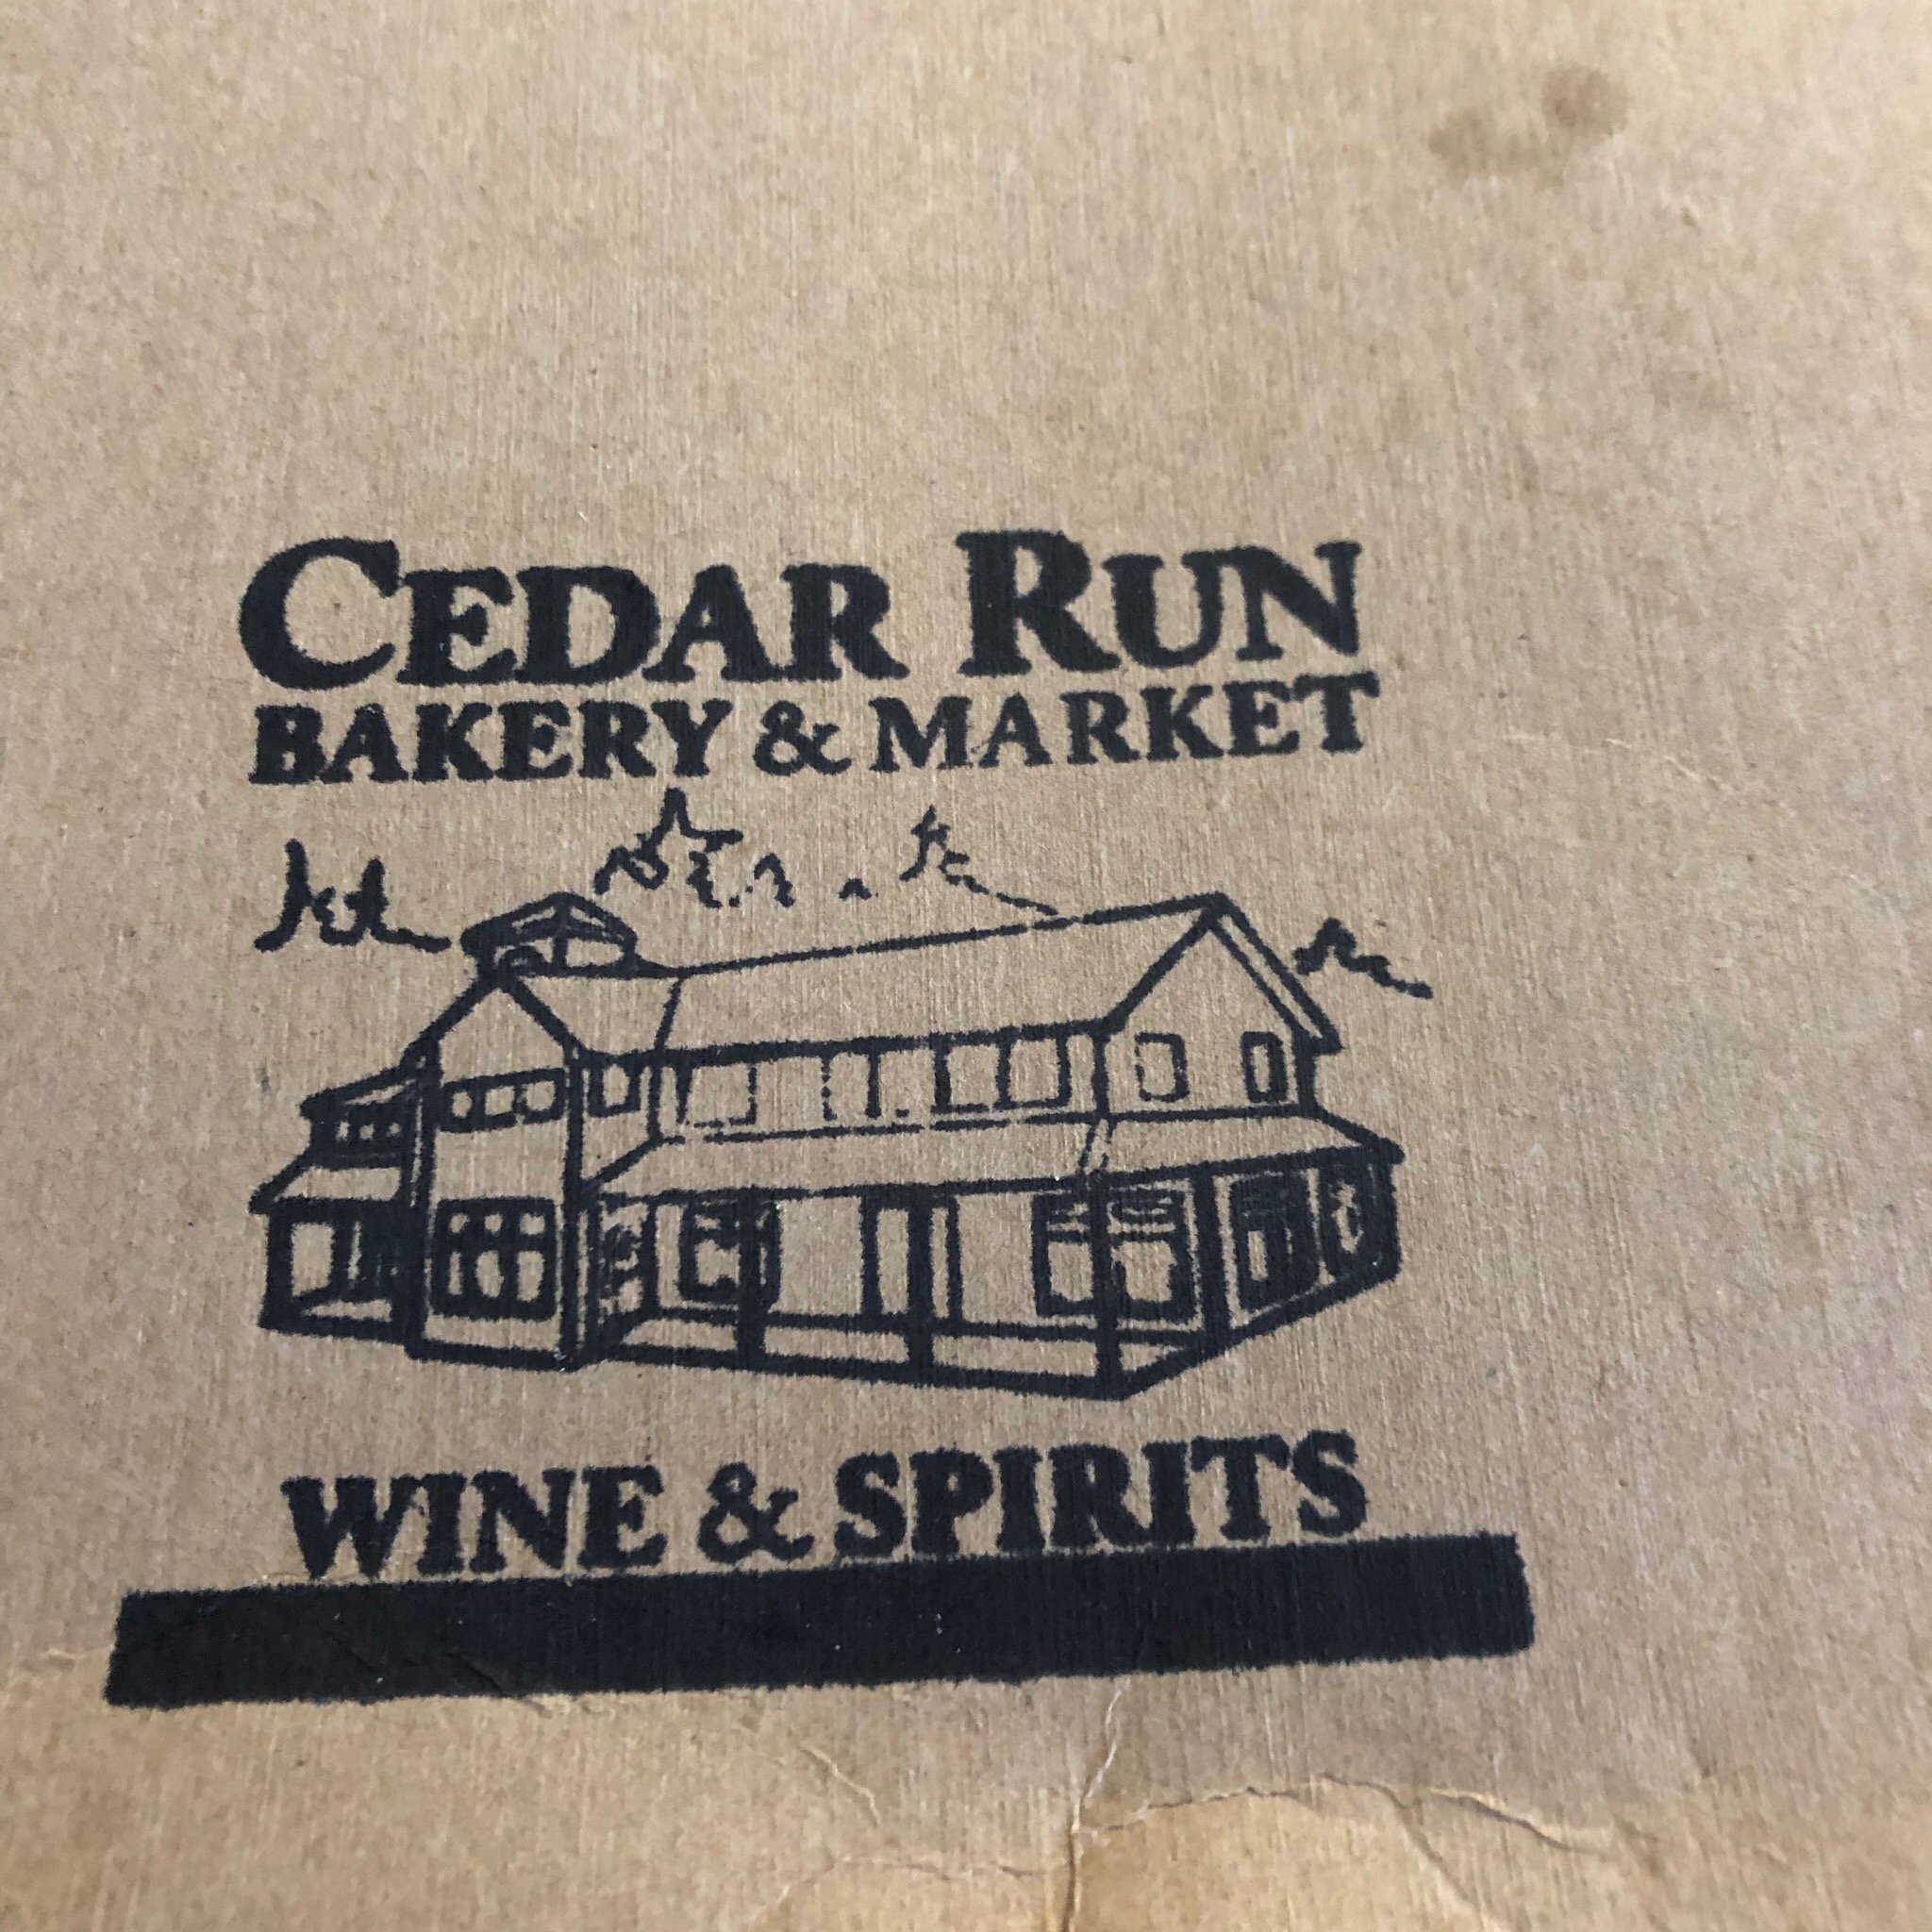 CEDAR RUN
BAKERY & MARKET
WINE & SPIRITS